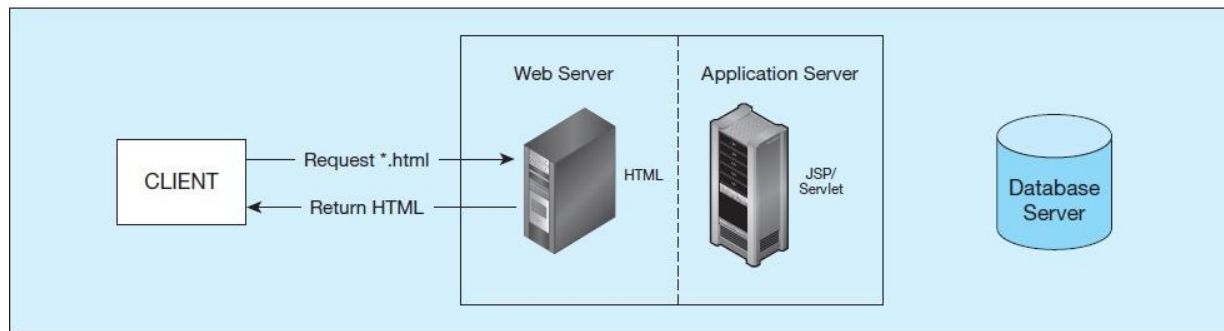 Web Server
Application Server
CLIENT
Request *.html
Return HTML
HTML
JSP/
Servlet
Database
Server